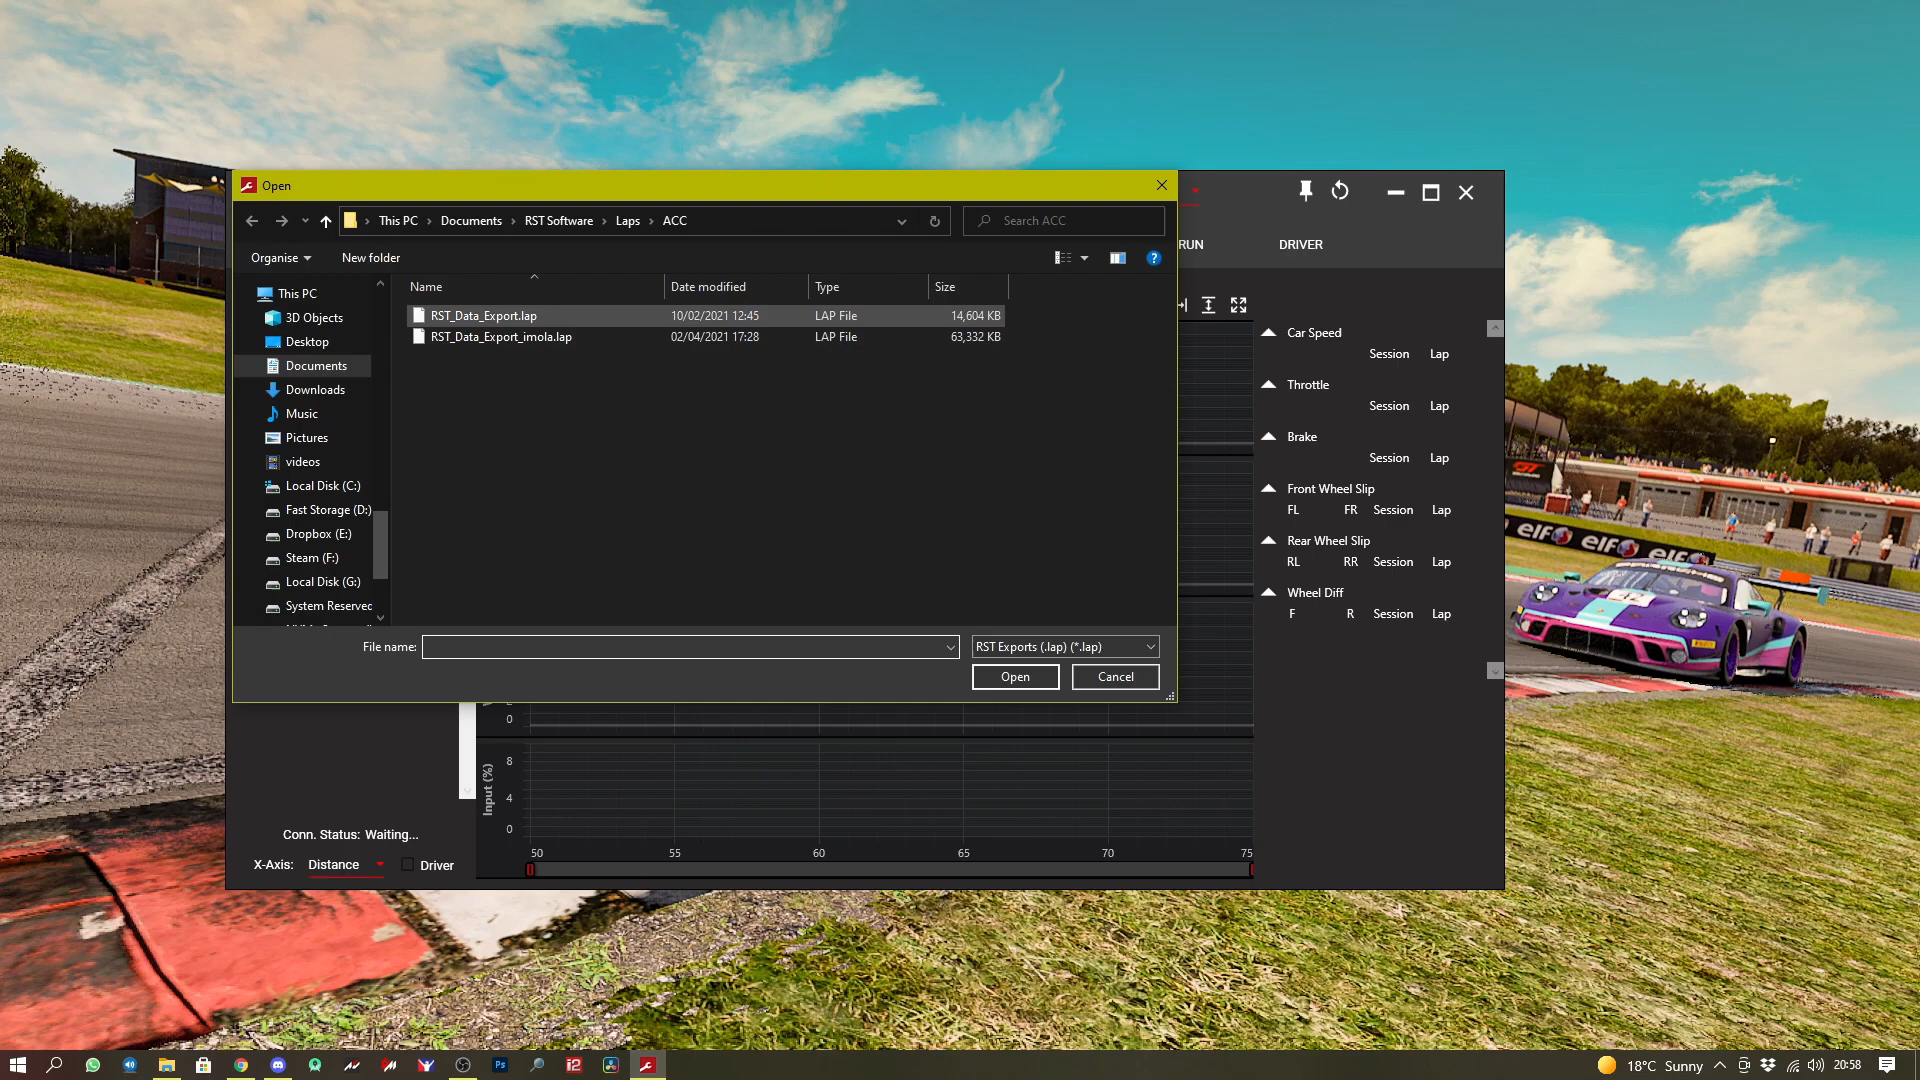 Open
This PC
Documents
RST Software
Laps
ACC
Search ACC
Organise
New folder
Name
Date modified
Type
Size
RST_Data_Export.lap 10/02/2021 12:45 LAP File 14,604 KB
RST_Data_Export_imola.lap 02/04/2021 17:28 LAP File 63,332 KB
This PC
3D Objects
Desktop
Documents
Downloads
Music
Pictures
videos
Local Disk (C:)
Fast Storage (D:)
Dropbox (E:)
Steam (F:)
Local Disk (G:)
System Reserved
File name:
RST Exports (.lap) (*.lap)
Open
Cancel
RUN
DRIVER
Car Speed
Session Lap
Throttle
Session Lap
Brake
Session Lap
Front Wheel Slip
FL FR Session Lap
Rear Wheel Slip
RL RR Session Lap
Wheel Diff
F R Session Lap
0
Input (%)
8
4
0
50 55 60 65 70 75
Conn. Status: Waiting...
X-Axis: Distance
Driver
elf elf elf
Ps
i2
18°C Sunny
20:58